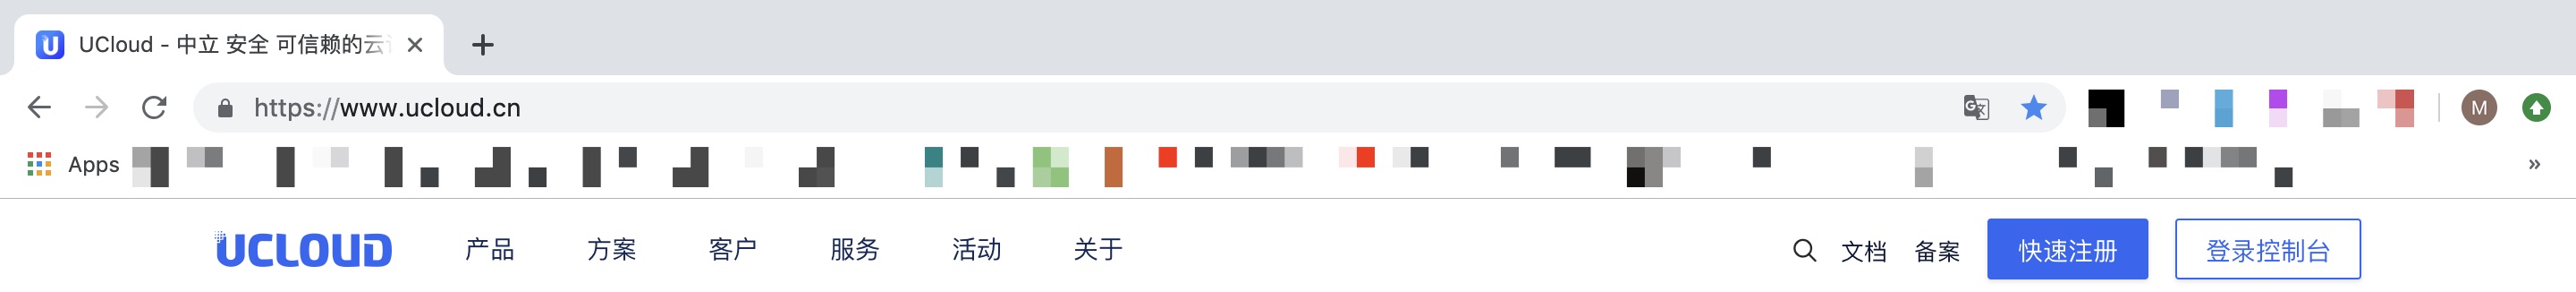 UCloud - 中立 安全 可信赖的云
https://www.ucloud.cn
M
Apps
»
UCLOUD 产品 方案 客户 服务 活动 关于 文档 备案 快速注册 登录控制台